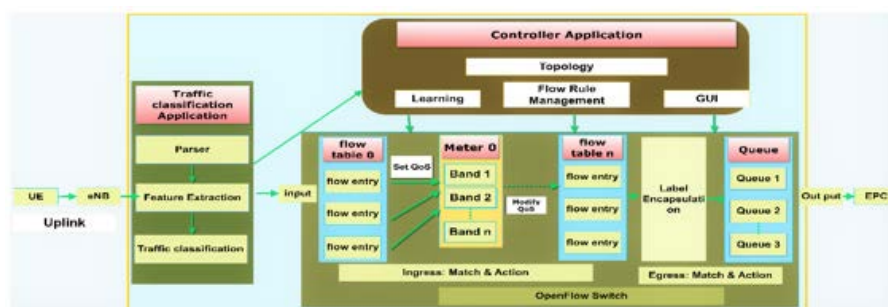 Controller Application
Topology
Learning
Flow Rule
Management
GUI
Traffic
classification
Application
Parser
Feature Extraction
Traffic classification
UE
eNB
Uplink
input
flow
table 0
flow entry
flow entry
flow entry
Set QoS
Meter 0
Band 1
Band 2
Band n
Modify
QoS
flow
table n
flow entry
flow entry
flow entry
Label
Encapsulati
on
Queue
Queue 1
Queue 2
Queue 3
Out put
EPC
Ingress: Match & Action
Egress: Match & Action
OpenFlow Switch